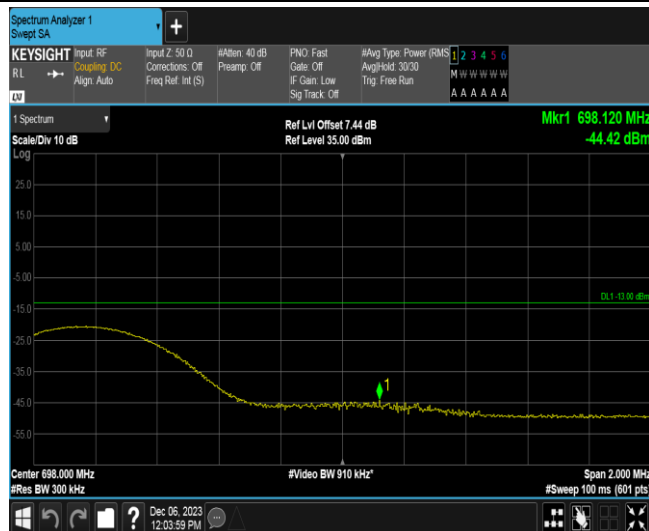 Spectrum Analyzer 1
Swept SA
+
KEYSIGHT
RL
LXI
Input: RF
Coupling: DC
Align: Auto
Input Z: 50 Ω
Corrections: Off
Freq Ref: Int (S)
#Atten: 40 dB
Preamp: Off
PNO: Fast
Gate: Off
IF Gain: Low
Sig Track: Off
#Avg Type: Power (RMS
Avg|Hold: 30/30
Trig: Free Run
1 2 3 4 5 6
M W W W W W
A A A A A A
1 Spectrum
Scale/Div 10 dB
Ref Lvl Offset 7.44 dB
Ref Level 35.00 dBm
Mkr1 698.120 MHz
-44.42 dBm
Log
25.0
15.0
5.00
-5.00
-15.0
-25.0
-35.0
-45.0
-55.0
DL1 -13.00 dBm
1
Center 698.000 MHz
#Res BW 300 kHz
#Video BW 910 kHz*
Span 2.000 MHz
#Sweep 100 ms (601 pts)
?
Dec 06, 2023
12:03:59 PM